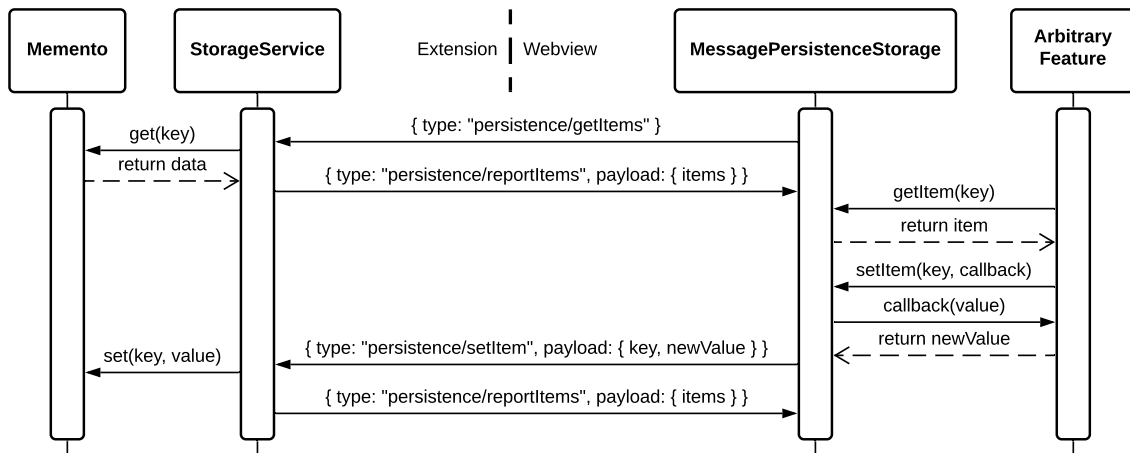 Memento
StorageService
Extension
Webview
MessagePersistenceStorage
Arbitrary
Feature
{ type: "persistence/getItems" }
get(key)
return data
{ type: "persistence/reportItems", payload: { items } }
getItem(key)
return item
setItem(key, callback)
callback(value)
return newValue
{ type: "persistence/setItem", payload: { key, newValue } }
set(key, value)
{ type: "persistence/reportItems", payload: { items } }